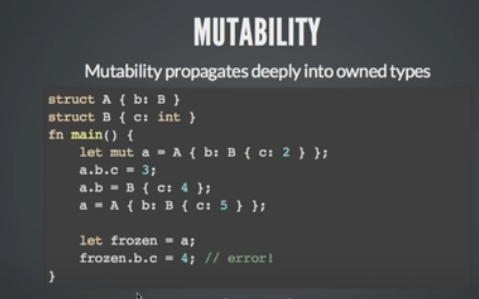 MUTABILITY
Mutability propagates deeply into owned types
struct A { b: B }
struct B { c: int }
fn main() {
    let mut a = A { b: B { c: 2 } };
    a.b.c = 3;
    a.b = B { c: 4 };
    a = A { b: B { c: 5 } };

    let frozen = a;
    frozen.b.c = 4; // error!
}